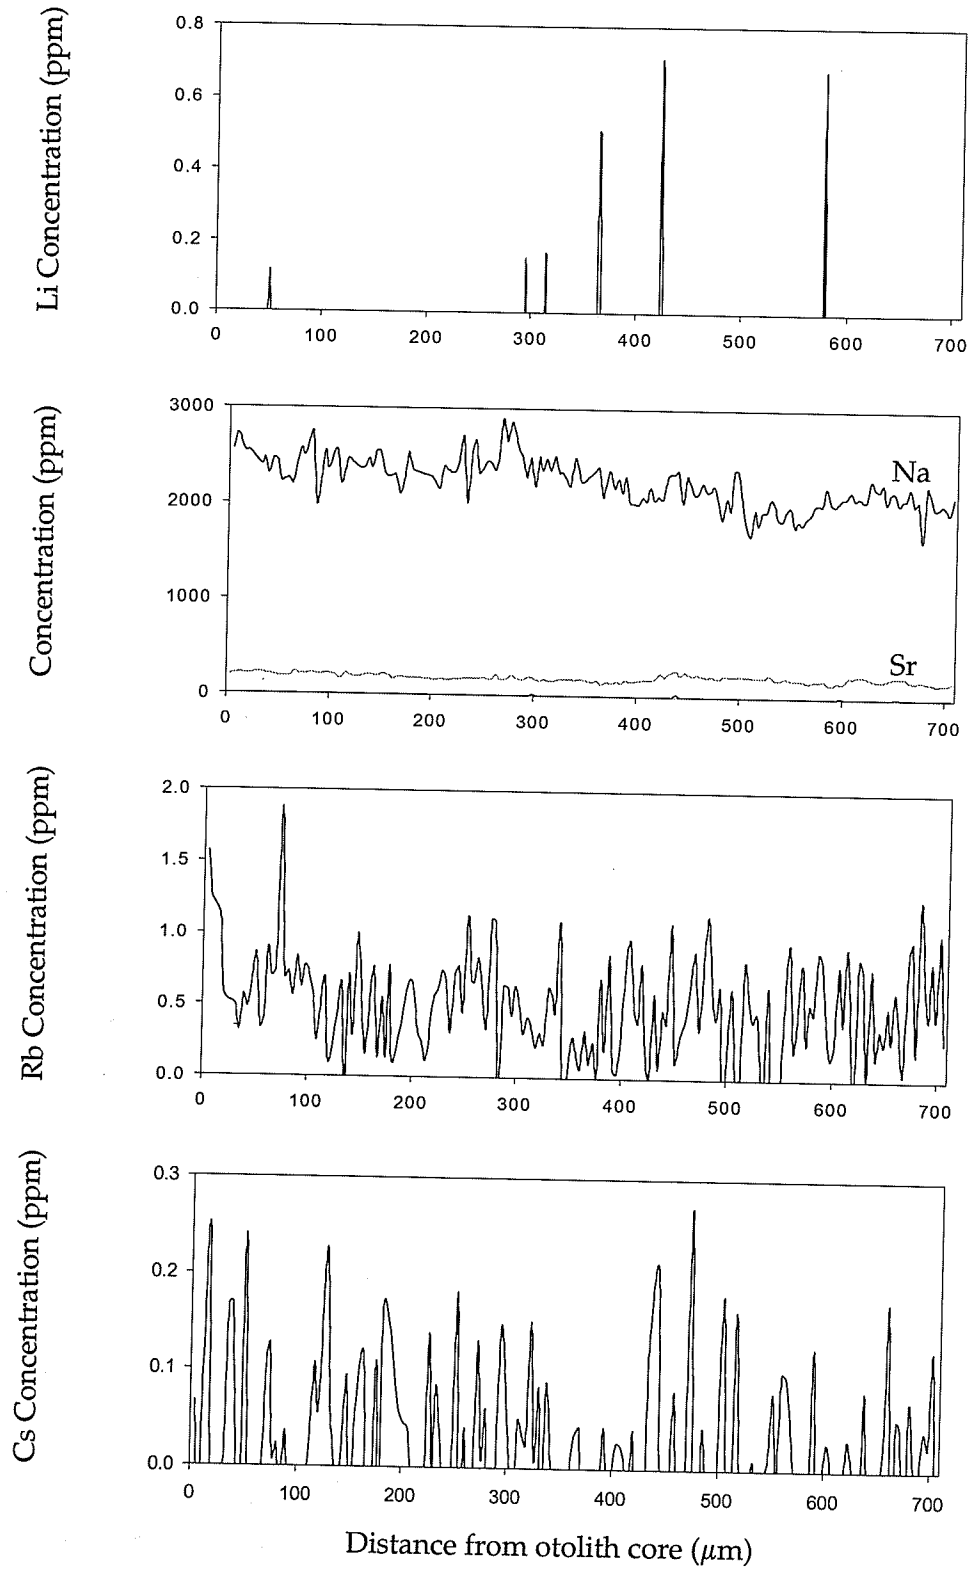 Li Concentration (ppm)
0.8
0.6
0.4
0.2
0.0
0 100 200 300 400 500 600 700
Concentration (ppm)
3000
2000
1000
0
Na
Sr
0 100 200 300 400 500 600 700
Rb Concentration (ppm)
2.0
1.5
1.0
0.5
0.0
0 100 200 300 400 500 600 700
Cs Concentration (ppm)
0.3
0.2
0.1
0.0
0 100 200 300 400 500 600 700
Distance from otolith core (μm)